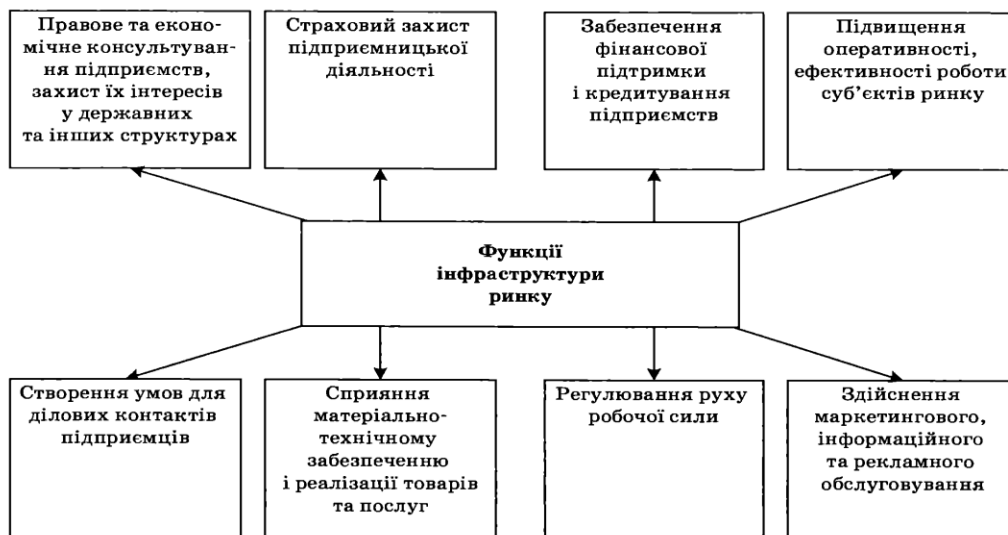 Правове та еконо-
мічне консультуван-
ня підприємств,
захист їх інтересів
у державних
та інших структурах
Страховий захист
підприємницької
діяльності
Забезпечення
фінансової
підтримки
і кредитування
підприємств
Підвищення
оперативності,
ефективності роботи
суб’єктів ринку
Функції
інфраструктури
ринку
Створення умов для
ділових контактів
підприємців
Сприяння
матеріально-
технічному
забезпеченню
і реалізації товарів
та послуг
Регулювання руху
робочої сили
Здійснення
маркетингового,
інформаційного
та рекламного
обслуговування